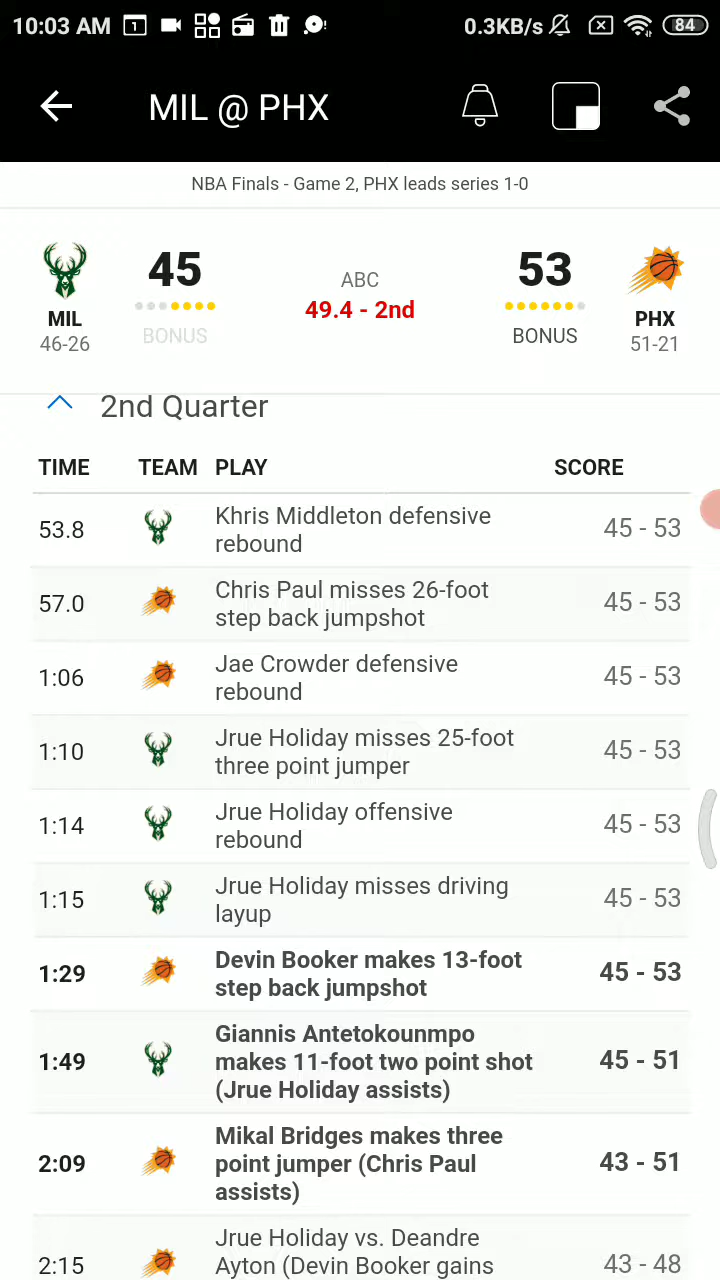 10:03 AM 1 0.3KB/s 84
MIL @ PHX
NBA Finals - Game 2, PHX leads series 1-0
45 53
ABC
49.4 - 2nd
MIL BONUS BONUS PHX
46-26 51-21
2nd Quarter
TIME TEAM PLAY SCORE
53.8 Khris Middleton defensive 45 - 53
rebound
57.0 Chris Paul misses 26-foot 45 - 53
step back jumpshot
1:06 Jae Crowder defensive 45 - 53
rebound
1:10 Jrue Holiday misses 25-foot 45 - 53
three point jumper
1:14 Jrue Holiday offensive 45 - 53
rebound
1:15 Jrue Holiday misses driving 45 - 53
layup
1:29 Devin Booker makes 13-foot 45 - 53
step back jumpshot
Giannis Antetokounmpo
1:49 makes 11-foot two point shot 45 - 51
(Jrue Holiday assists)
Mikal Bridges makes three
2:09 point jumper (Chris Paul 43 - 51
assists)
Jrue Holiday vs. Deandre
2:15 Ayton (Devin Booker gains 43 - 48